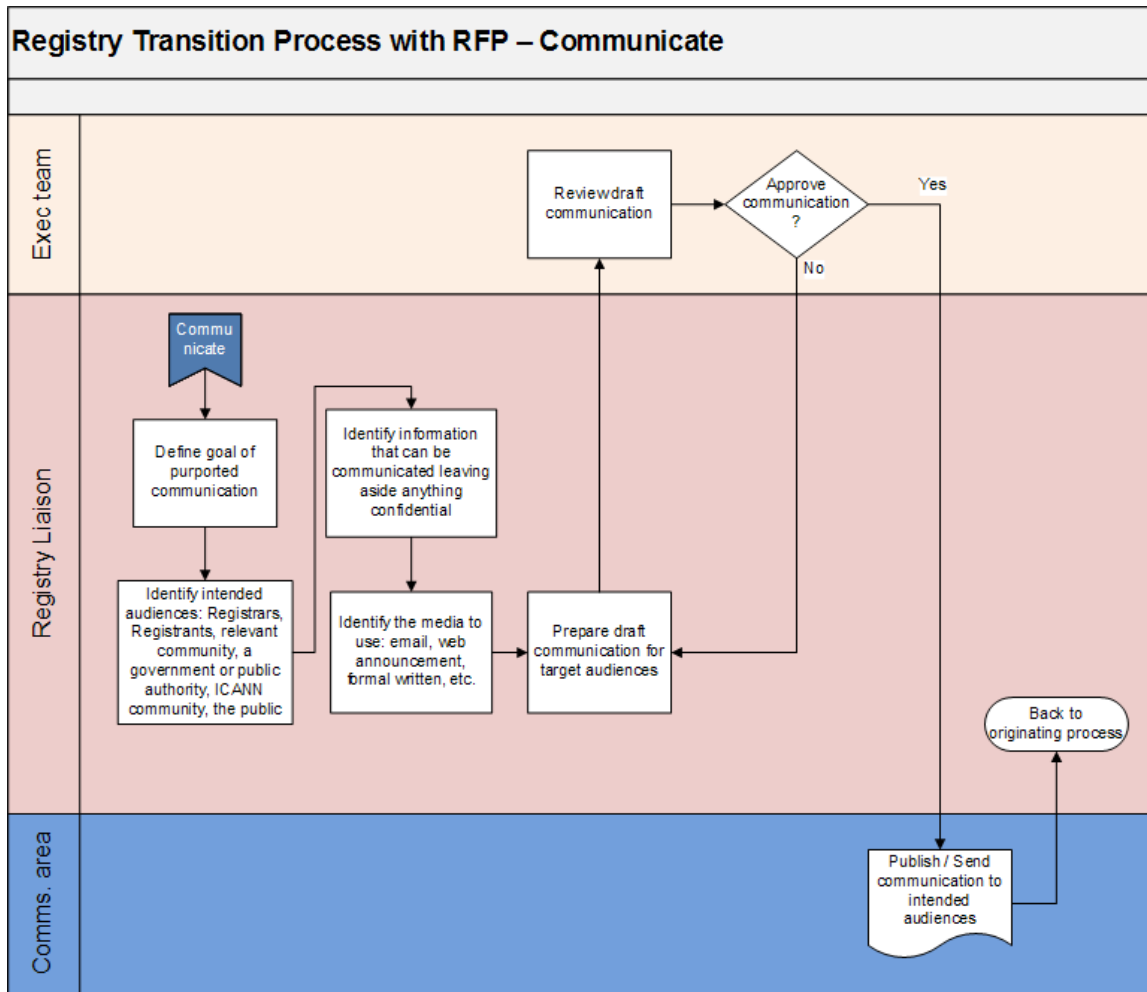 Registry Transition Process with RFP – Communicate
Exec team
Reviewdraft
communication
Approve
communication
?
Yes
No
Registry Liaison
Commu
nicate
Define goal of
purported
communication
Identify intended
audiences: Registrars,
Registrants, relevant
community, a
government or public
authority, ICANN
community, the public
Identify information
that can be
communicated leaving
aside anything
confidential
Identify the media to
use: email, web
announcement,
formal written, etc.
Prepare draft
communication for
target audiences
Back to
originating process
Comms. area
Publish / Send
communication to
intended
audiences